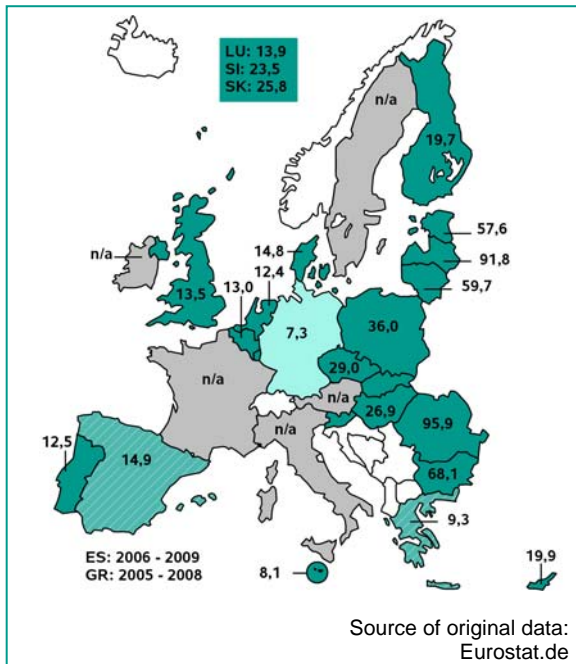 LU: 13,9
SI: 23,5
SK: 25,8
n/a
19,7
57,6
n/a
14,8
91,8
12,4
13,0
59,7
13,5
7,3
36,0
29,0
n/a
n/a
26,9
95,9
n/a
12,5
14,9
68,1
9,3
ES: 2006 - 2009
GR: 2005 - 2008
8,1
19,9
Source of original data:
Eurostat.de